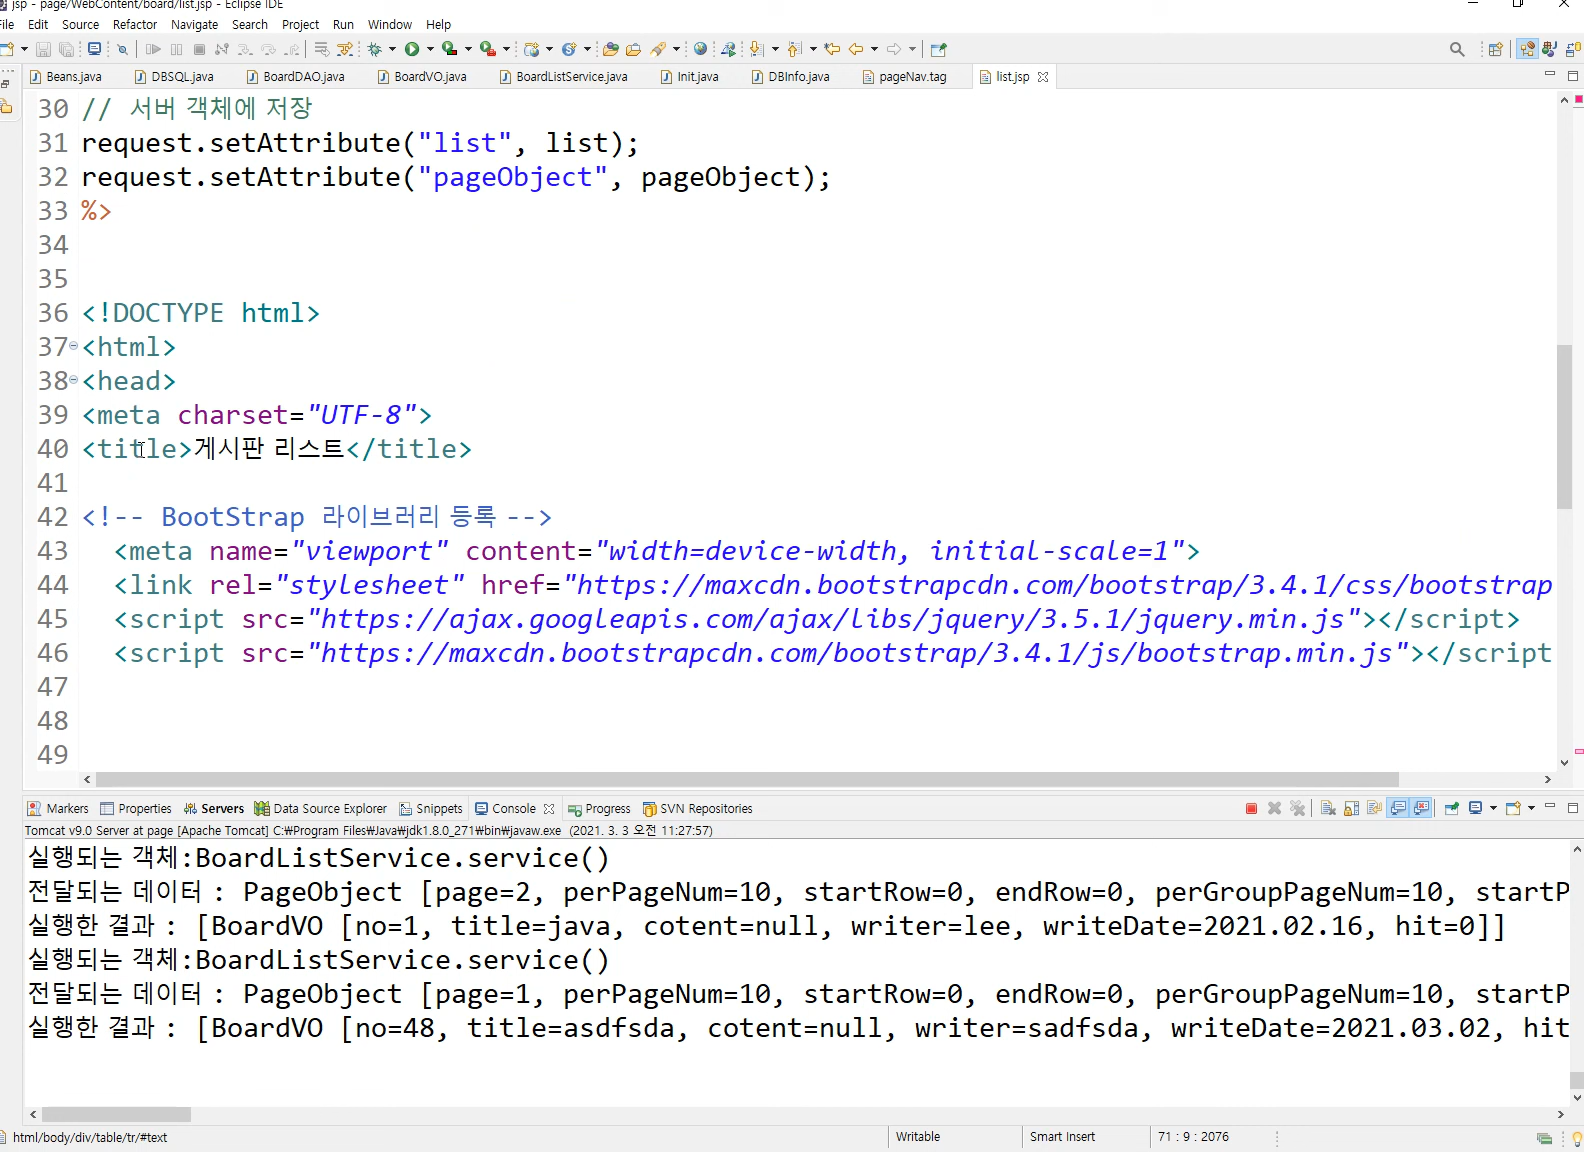 jsp - page/WebContent/board/list.jsp - Eclipse IDE
File Edit Source Refactor Navigate Search Project Run Window Help
Beans.java DBSQL.java BoardDAO.java BoardVO.java BoardListService.java Init.java DBInfo.java pageNav.tag list.jsp
30 // 서버 객체에 저장
31 request.setAttribute("list", list);
32 request.setAttribute("pageObject", pageObject);
33 %>
34
35
36 <!DOCTYPE html>
37 <html>
38 <head>
39 <meta charset="UTF-8">
40 <title>게시판 리스트</title>
41
42 <!-- BootStrap 라이브러리 등록 -->
43 <meta name="viewport" content="width=device-width, initial-scale=1">
44 <link rel="stylesheet" href="https://maxcdn.bootstrapcdn.com/bootstrap/3.4.1/css/bootstrap
45 <script src="https://ajax.googleapis.com/ajax/libs/jquery/3.5.1/jquery.min.js"></script>
46 <script src="https://maxcdn.bootstrapcdn.com/bootstrap/3.4.1/js/bootstrap.min.js"></script
47
48
49
Markers Properties Servers Data Source Explorer Snippets Console Progress SVN Repositories
Tomcat v9.0 Server at page [Apache Tomcat] C:₩Program Files₩Java₩jdk1.8.0_271₩bin₩javaw.exe (2021. 3. 3 오전 11:27:57)
실행되는 객체:BoardListService.service()
전달되는 데이터 : PageObject [page=2, perPageNum=10, startRow=0, endRow=0, perGroupPageNum=10, startP
실행한 결과 : [BoardVO [no=1, title=java, cotent=null, writer=lee, writeDate=2021.02.16, hit=0]]
실행되는 객체:BoardListService.service()
전달되는 데이터 : PageObject [page=1, perPageNum=10, startRow=0, endRow=0, perGroupPageNum=10, startP
실행한 결과 : [BoardVO [no=48, title=asdfsda, cotent=null, writer=sadfsda, writeDate=2021.03.02, hit
html/body/div/table/tr/#text Writable Smart Insert 71 : 9 : 2076